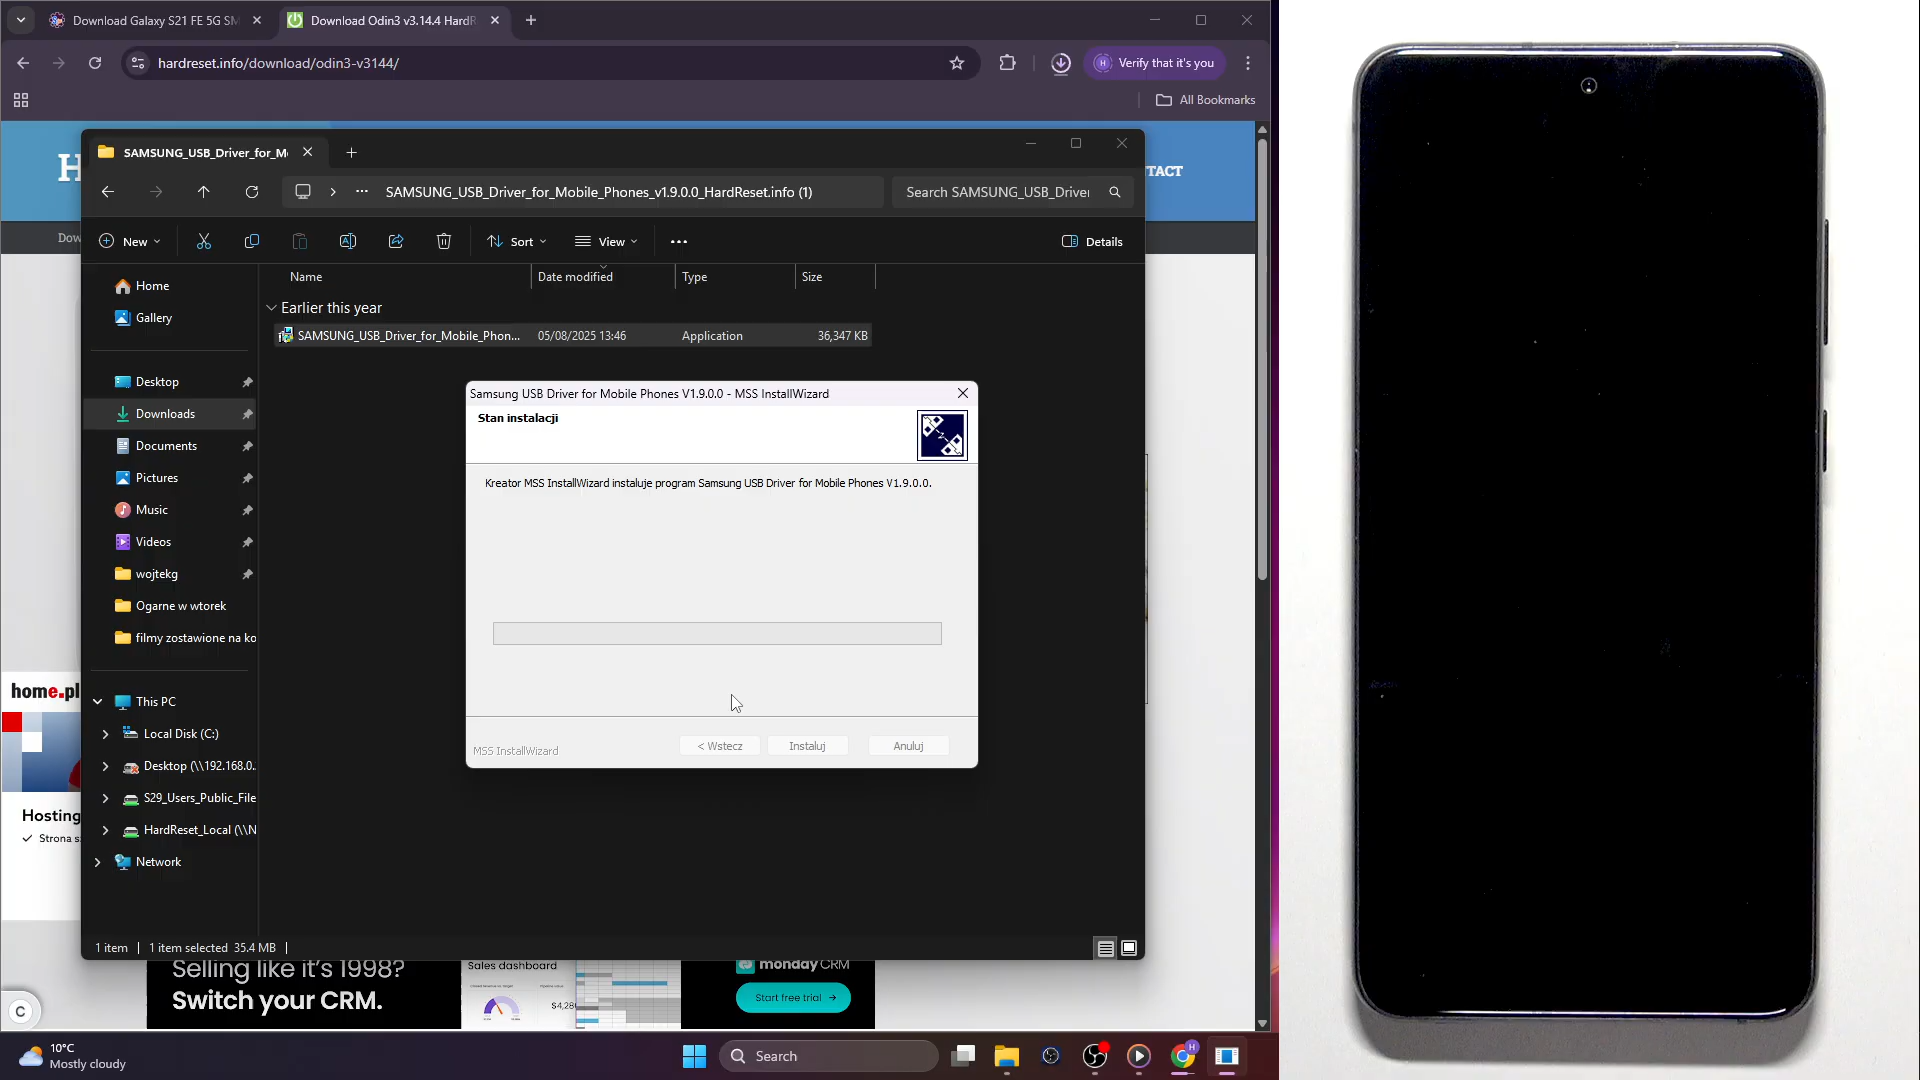 Download Galaxy S21 FE 5G SM
Download Odin3 v3.14.4 HardR
hardreset.info/download/odin3-v3144/
Verify that it's you
All Bookmarks
H
TACT
Dow
SAMSUNG_USB_Driver_for_M
SAMSUNG_USB_Driver_for_Mobile_Phones_v1.9.0.0_HardReset.info (1)
Search SAMSUNG_USB_Driver
New
Sort
View
Details
Name
Date modified
Type
Size
Earlier this year
SAMSUNG_USB_Driver_for_Mobile_Phon...
05/08/2025 13:46
Application
36,347 KB
Home
Gallery
Desktop
Downloads
Documents
Pictures
Music
Videos
wojtekg
Ogarne w wtorek
filmy zostawione na ko
This PC
Local Disk (C:)
Desktop (\\192.168.0.
S29_Users_Public_File
HardReset_Local (\\N
Network
1 item
1 item selected 35.4 MB
Samsung USB Driver for Mobile Phones V1.9.0.0 - MSS InstallWizard
Stan instalacji
Kreator MSS InstallWizard instaluje program Samsung USB Driver for Mobile Phones V1.9.0.0.
MSS InstallWizard
< Wstecz
Instaluj
Anuluj
home.pl
Hosting
Strona s
Selling like it's 1998?
Switch your CRM.
Sales dashboard
$4,28
monday CRM
Start free trial →
C
10°C
Mostly cloudy
Search
H